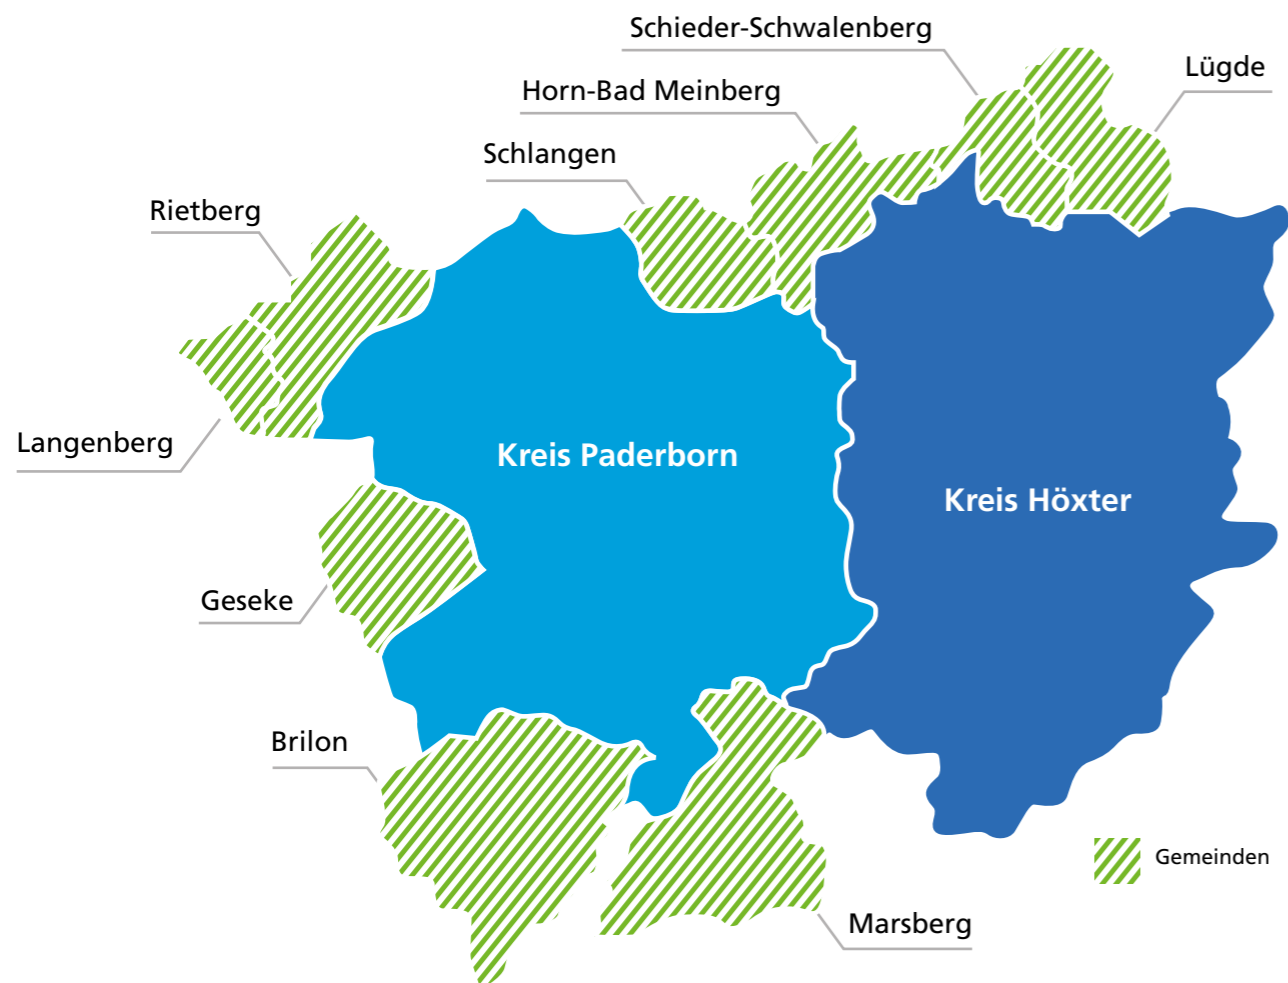 Schieder-Schwalenberg
Lügde
Horn-Bad Meinberg
Schlangen
Rietberg
Langenberg
Kreis Paderborn
Kreis Höxter
Geseke
Brilon
Gemeinden
Marsberg